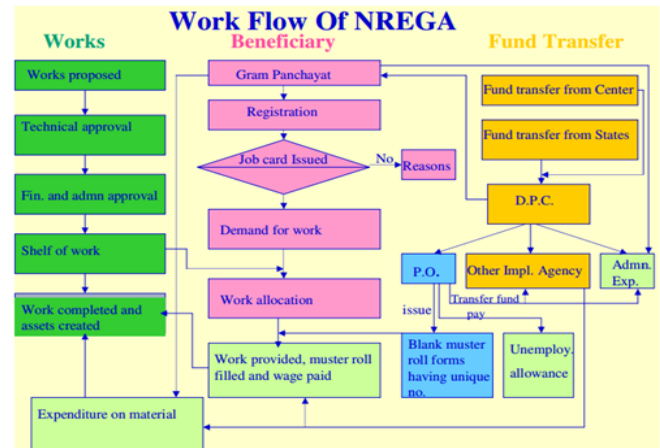 Work Flow Of NREGA
Works
Beneficiary
Fund Transfer
Works proposed
Technical approval
Fin. and admn approval
Shelf of work
Work completed and
assets created
Expenditure on material
Gram Panchayat
Registration
Job card Issued
No
Reasons
Demand for work
Work allocation
Work provided, muster roll
filled and wage paid
Fund transfer from Center
Fund transfer from States
D.P.C.
P.O.
Other Impl. Agency
Admn.
Exp.
issue
Transfer fund
pay
Blank muster
roll forms
having unique
no.
Unemploy.
allowance